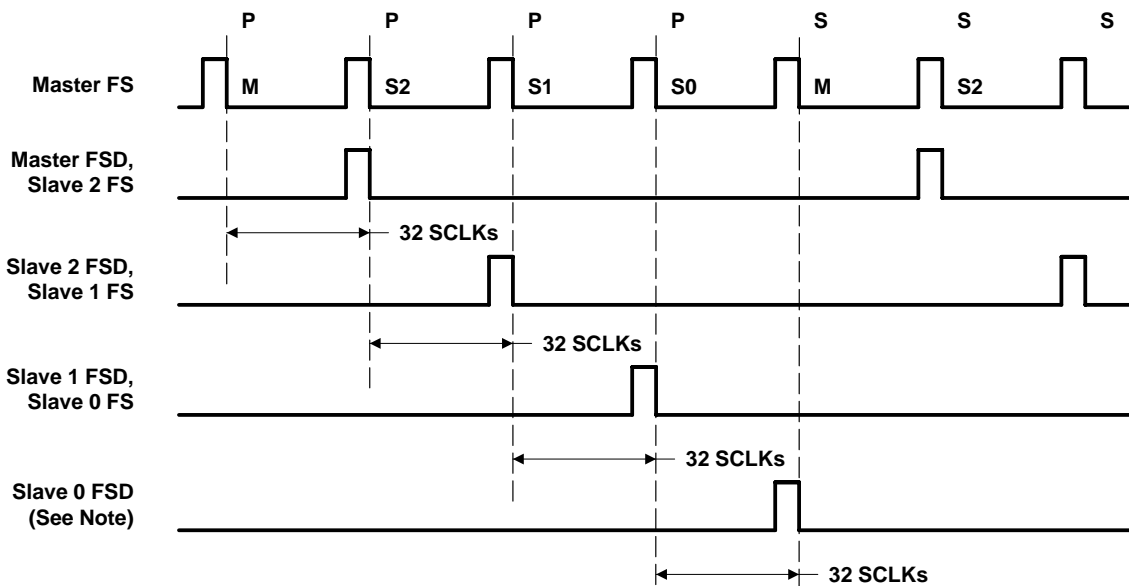 P P P P S S S
Master FS
M S2 S1 S0 M S2
Master FSD,
Slave 2 FS
32 SCLKs
Slave 2 FSD,
Slave 1 FS
32 SCLKs
Slave 1 FSD,
Slave 0 FS
32 SCLKs
Slave 0 FSD
(See Note)
32 SCLKs